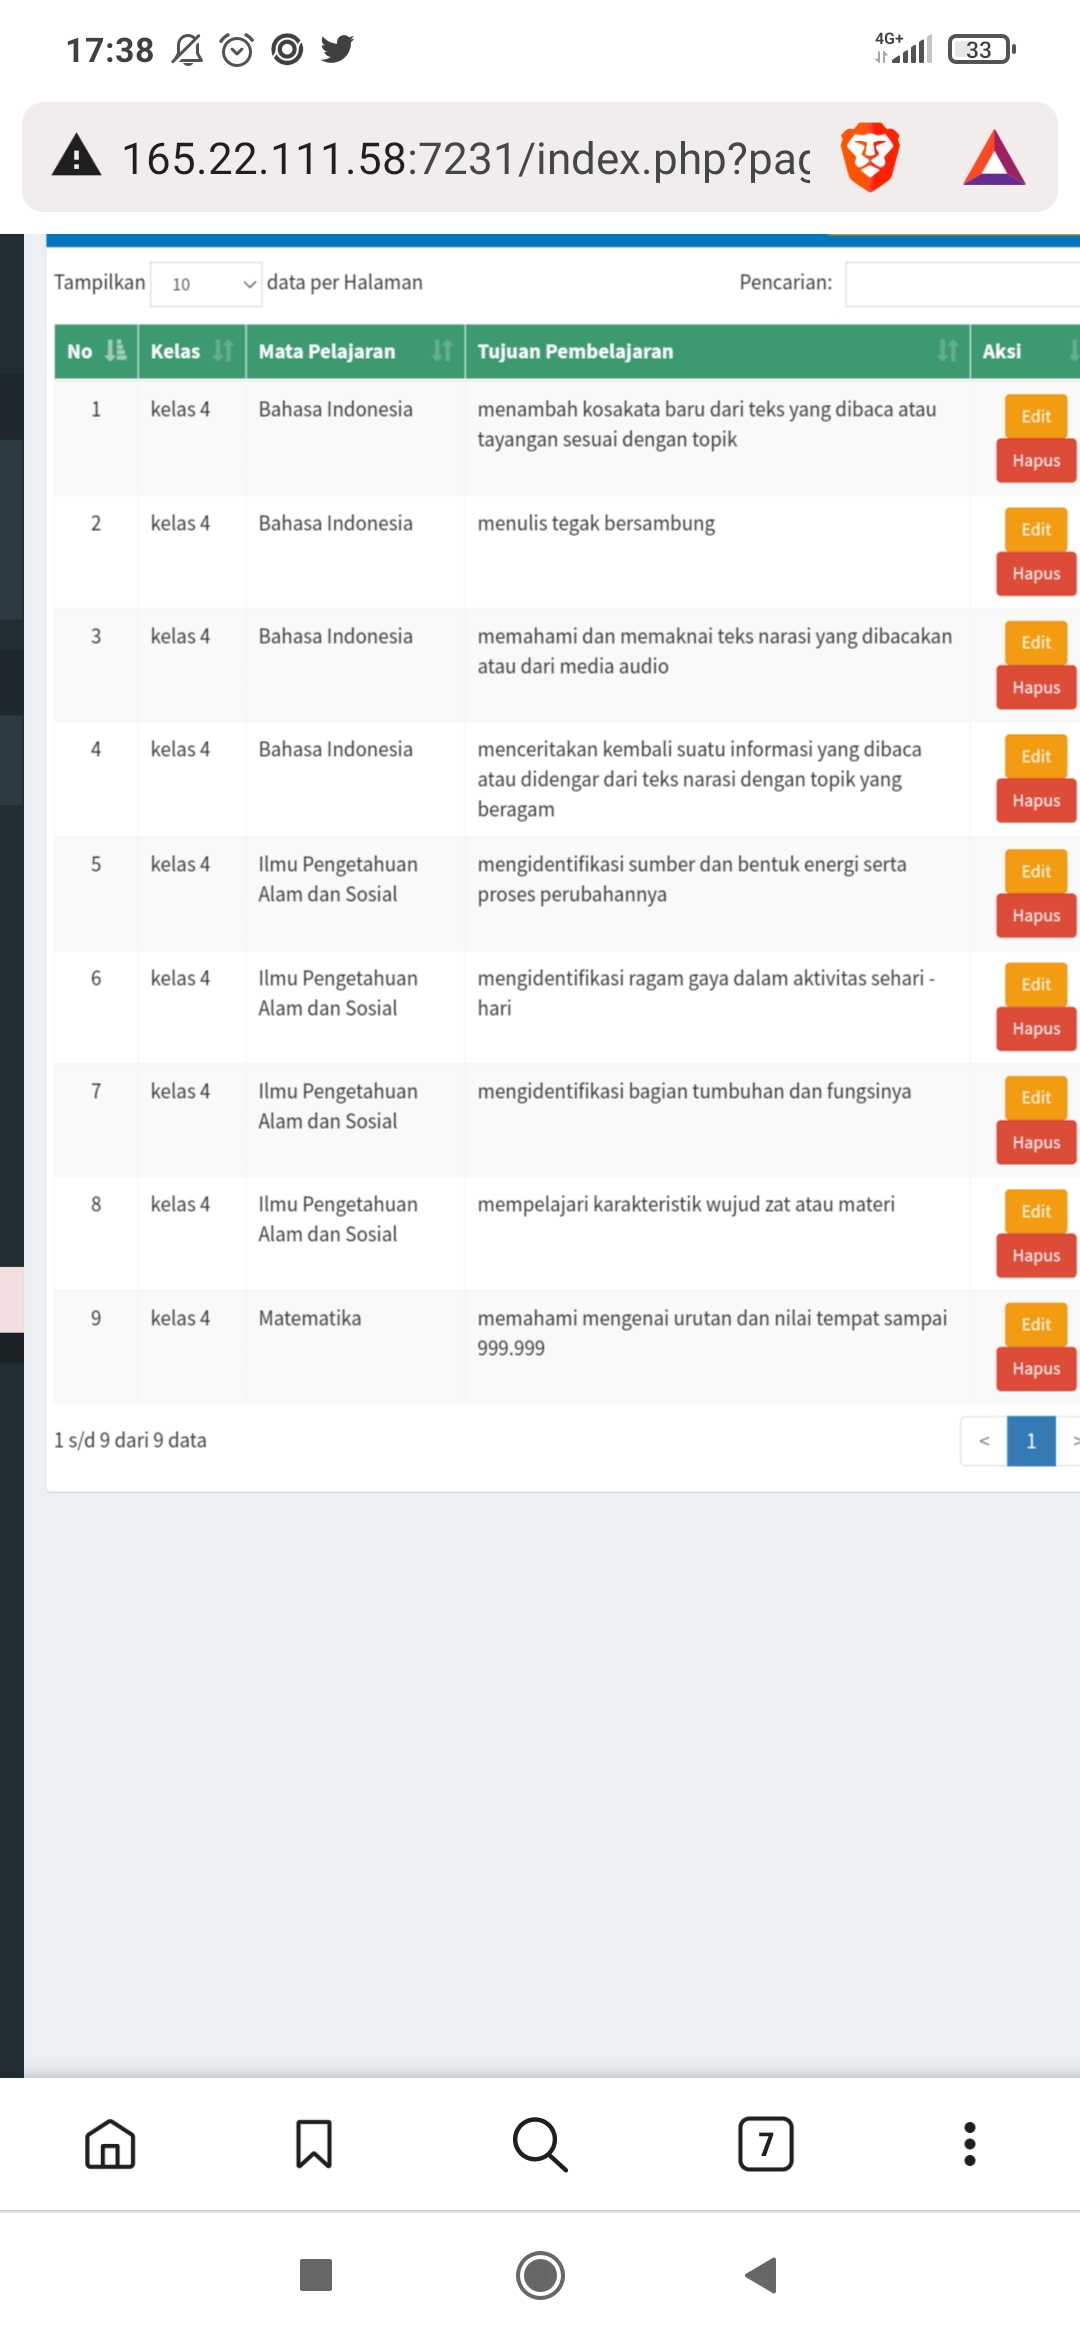 17:38
4G+
33
165.22.111.58:7231/index.php?pag
Tampilkan 10 data per Halaman Pencarian:
No Kelas Mata Pelajaran Tujuan Pembelajaran Aksi
1 kelas 4 Bahasa Indonesia menambah kosakata baru dari teks yang dibaca atau
tayangan sesuai dengan topik
Edit
Hapus
2 kelas 4 Bahasa Indonesia menulis tegak bersambung
Edit
Hapus
3 kelas 4 Bahasa Indonesia memahami dan memaknai teks narasi yang dibacakan
atau dari media audio
Edit
Hapus
4 kelas 4 Bahasa Indonesia menceritakan kembali suatu informasi yang dibaca
atau didengar dari teks narasi dengan topik yang
beragam
Edit
Hapus
5 kelas 4 Ilmu Pengetahuan mengidentifikasi sumber dan bentuk energi serta
Alam dan Sosial proses perubahannya
Edit
Hapus
6 kelas 4 Ilmu Pengetahuan mengidentifikasi ragam gaya dalam aktivitas sehari -
Alam dan Sosial hari
Edit
Hapus
7 kelas 4 Ilmu Pengetahuan mengidentifikasi bagian tumbuhan dan fungsinya
Alam dan Sosial
Edit
Hapus
8 kelas 4 Ilmu Pengetahuan mempelajari karakteristik wujud zat atau materi
Alam dan Sosial
Edit
Hapus
9 kelas 4 Matematika memahami mengenai urutan dan nilai tempat sampai
999.999
Edit
Hapus
1 s/d 9 dari 9 data < 1 >
7